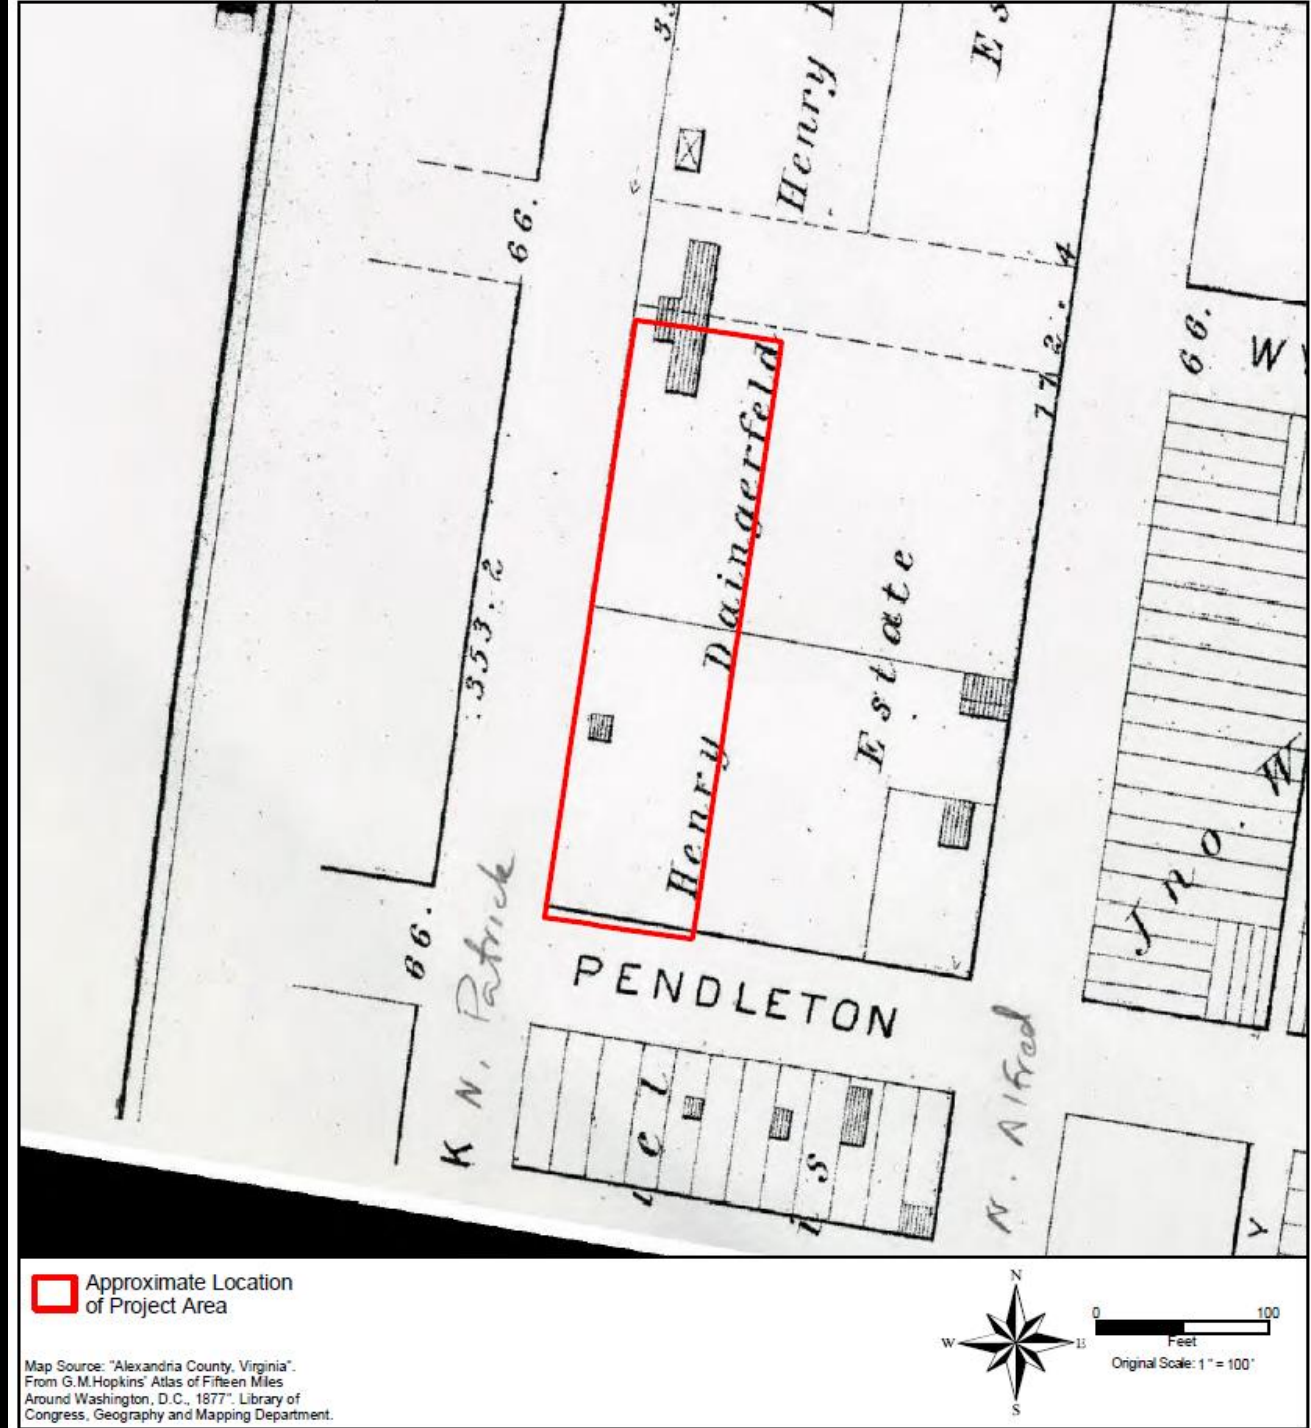 Henry
Es
66.
772.4
66.
W
Henry Daingerfeld
Estate
353.2
66.
K N. Patrick
PENDLETON
N. Alfred
Jno. W
Y
Approximate Location
of Project Area
N
W
E
S
0 100
Feet
Original Scale: 1" = 100'
Map Source: "Alexandria County, Virginia".
From G.M.Hopkins' Atlas of Fifteen Miles
Around Washington, D.C., 1877". Library of
Congress, Geography and Mapping Department.